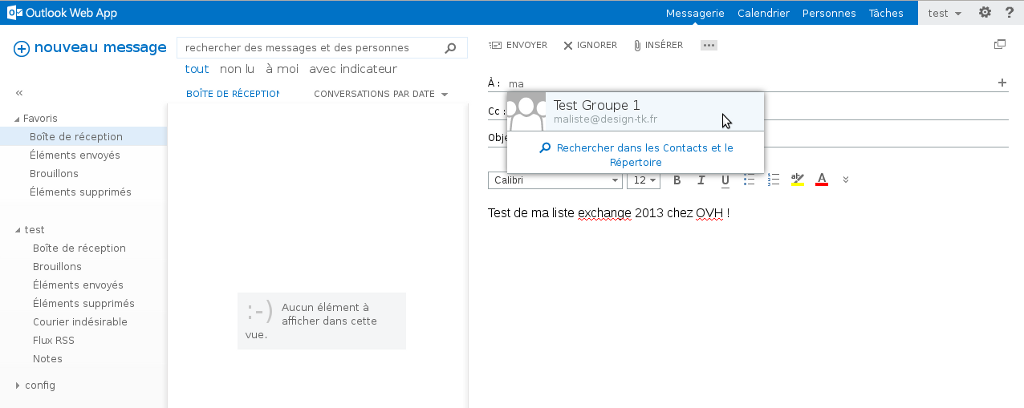 Outlook Web App
Messagerie Calendrier Personnes Tâches test ?
nouveau message
rechercher des messages et des personnes
tout non lu à moi avec indicateur
BOÎTE DE RÉCEPTION CONVERSATIONS PAR DATE
«
Favoris
Boîte de réception
Éléments envoyés
Brouillons
Éléments supprimés
test
Boîte de réception
Brouillons
Éléments envoyés
Éléments supprimés
Courier indésirable
Flux RSS
Notes
config
:-) Aucun élément à
afficher dans cette
vue.
ENVOYER IGNORER INSÉRER ...
À : ma +
Cc :
Obje
Test Groupe 1
maliste@design-tk.fr
Rechercher dans les Contacts et le
Répertoire
Calibri 12 B I U ab A
Test de ma liste exchange 2013 chez OVH !